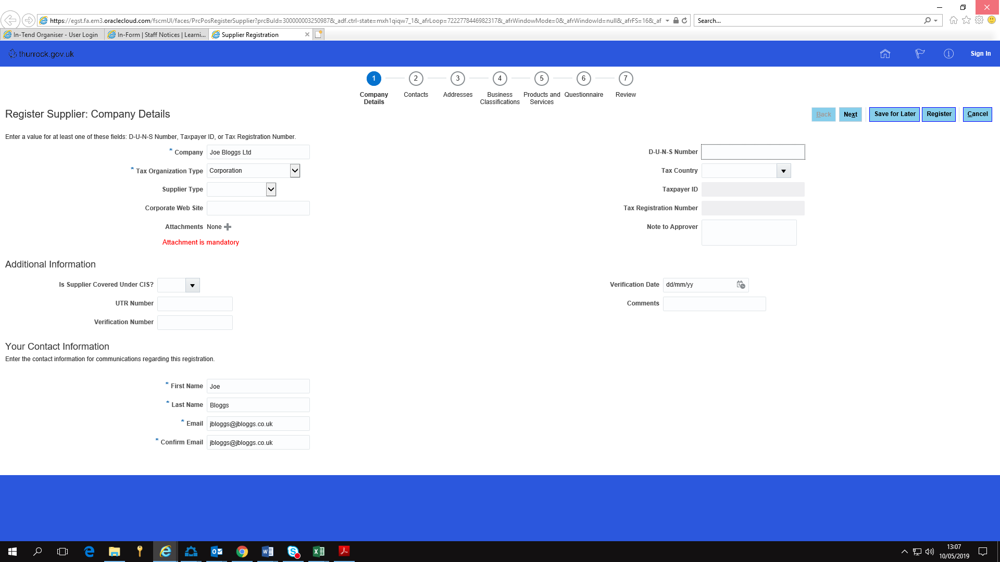 https://egst.fa.em3.oraclecloud.com/fscmUI/faces/PrcPosRegisterSupplier?prcBuId=300000003250987&_adf.ctrl-state=mxh1qiqw7_1&_afrLoop=7222778446982317&_afrWindowMode=0&_afrWindowId=null&_afrFS=16&_af
Search...
In-Tend Organiser - User Login
In-Form | Staff Notices | Learni...
Supplier Registration
thurrock.gov.uk
Sign In
1 2 3 4 5 6 7
Company Details
Contacts
Addresses
Business Classifications
Products and Services
Questionnaire
Review
Register Supplier: Company Details
Back Next Save for Later Register Cancel
Enter a value for at least one of these fields: D-U-N-S Number, Taxpayer ID, or Tax Registration Number.
* Company Joe Bloggs Ltd
D-U-N-S Number
* Tax Organization Type Corporation
Tax Country
Supplier Type
Taxpayer ID
Corporate Web Site
Tax Registration Number
Attachments None
Note to Approver
Attachment is mandatory
Additional Information
Is Supplier Covered Under CIS?
Verification Date dd/mm/yy
UTR Number
Comments
Verification Number
Your Contact Information
Enter the contact information for communications regarding this registration.
* First Name Joe
* Last Name Bloggs
* Email jbloggs@jbloggs.co.uk
* Confirm Email jbloggs@jbloggs.co.uk
13:07
10/05/2019